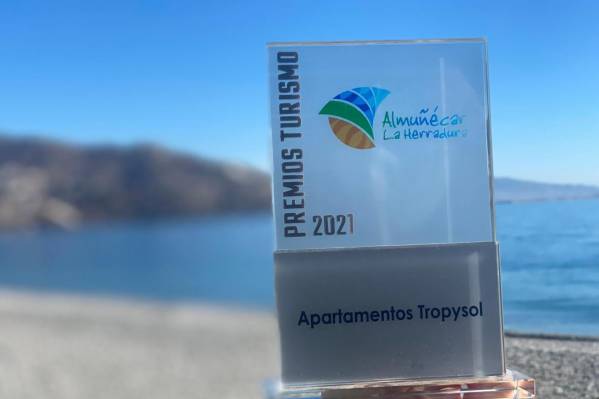 PREMIOS TURISMO
2021
Almuñécar
La Herradura
Apartamentos Tropysol